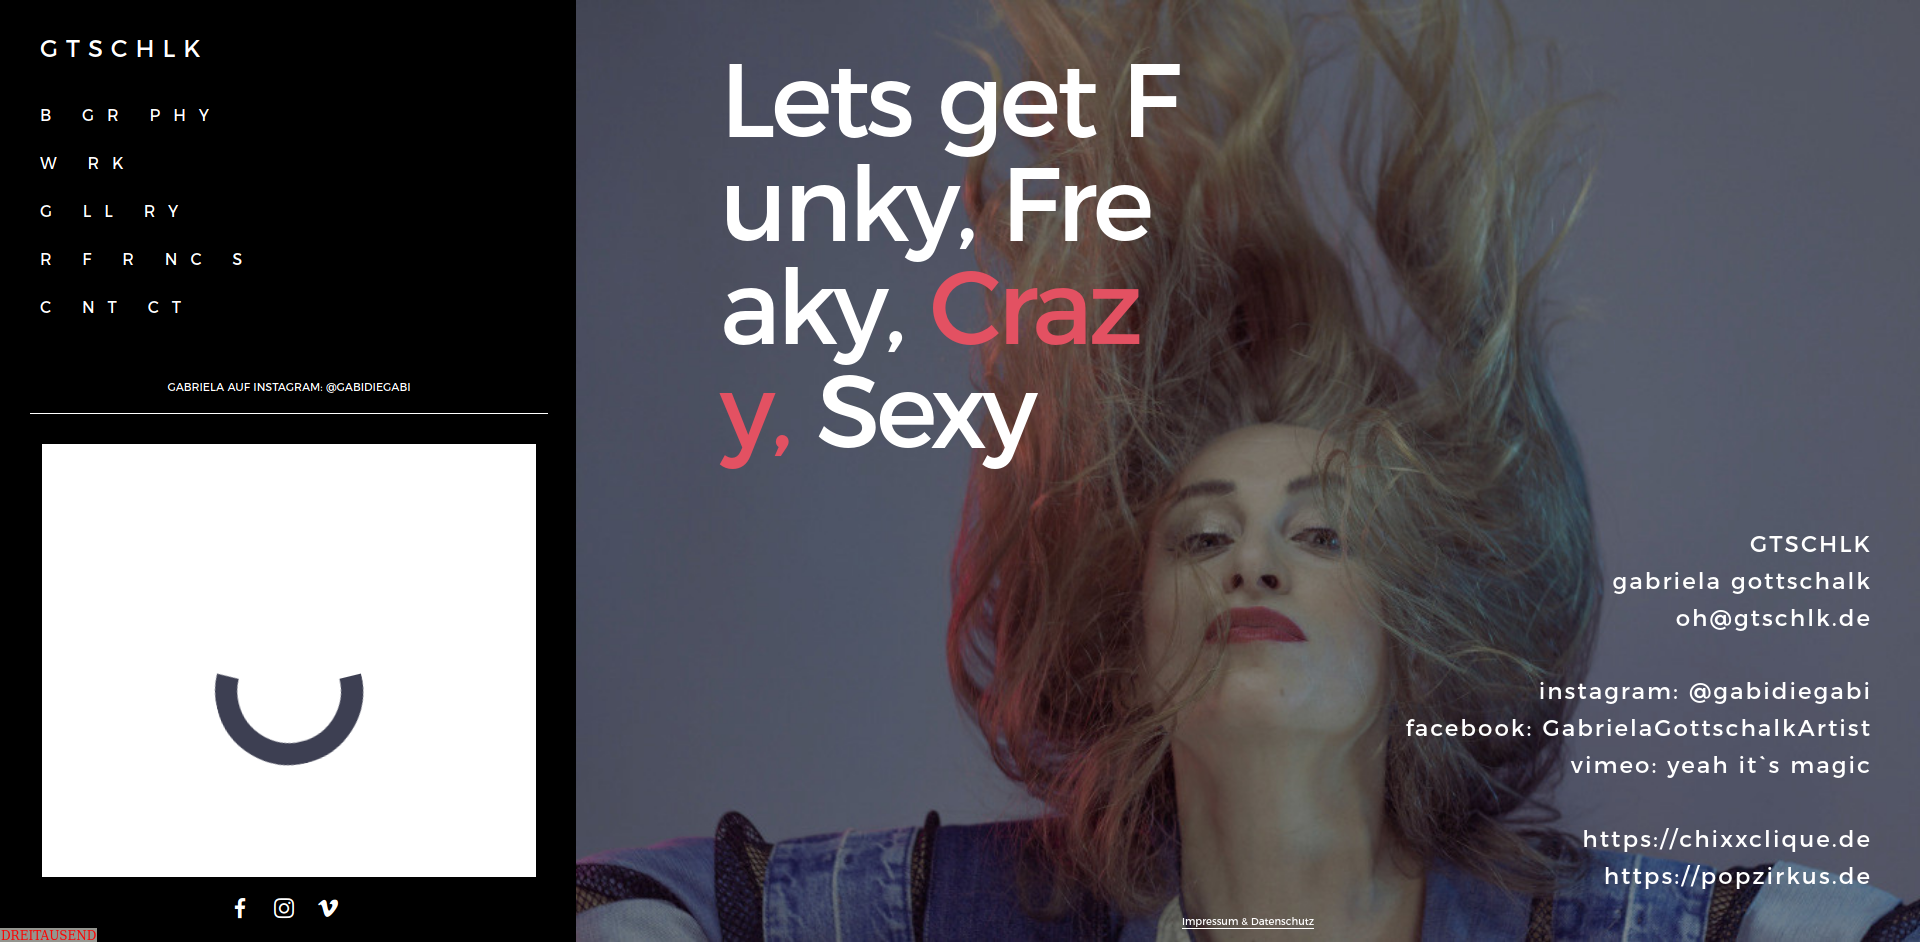 GTSCHLK
B GR PHY
W RK
G LL RY
R F R NC S
C NT CT
GABRIELA AUF INSTAGRAM: @GABIDIEGABI
DREITAUSEND
Lets get F
unky, Fre
aky, Craz
y, Sexy
GTSCHLK
gabriela gottschalk
oh@gtschlk.de
instagram: @gabidiegabi
facebook: GabrielaGottschalkArtist
vimeo: yeah it`s magic
https://chixxclique.de
https://popzirkus.de
Impressum & Datenschutz